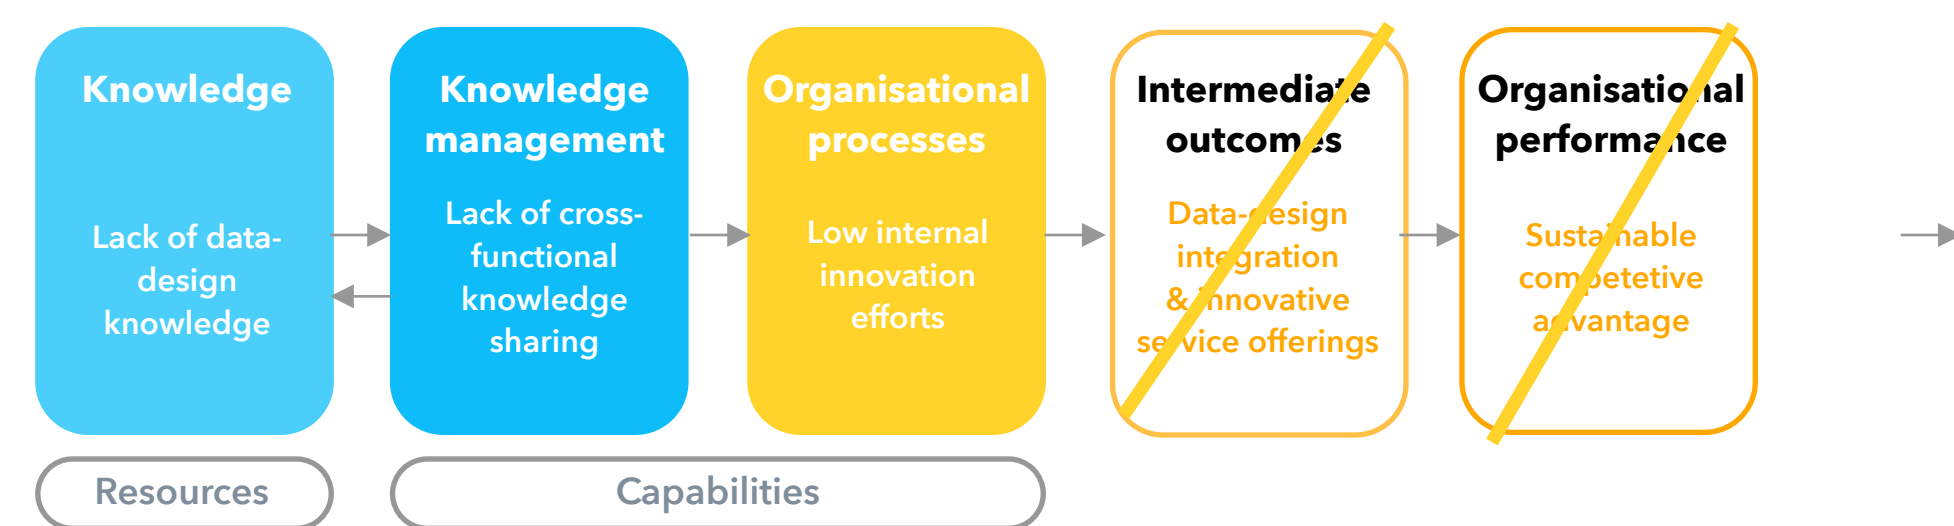 Knowledge
Lack of data-
design
knowledge
Knowledge
management
Lack of cross-
functional
knowledge
sharing
Organisational
processes
Low internal
innovation
efforts
Intermediate
outcomes
Data-design
integration
& innovative
service offerings
Organisational
performance
Sustainable
competetive
advantage
Resources
Capabilities